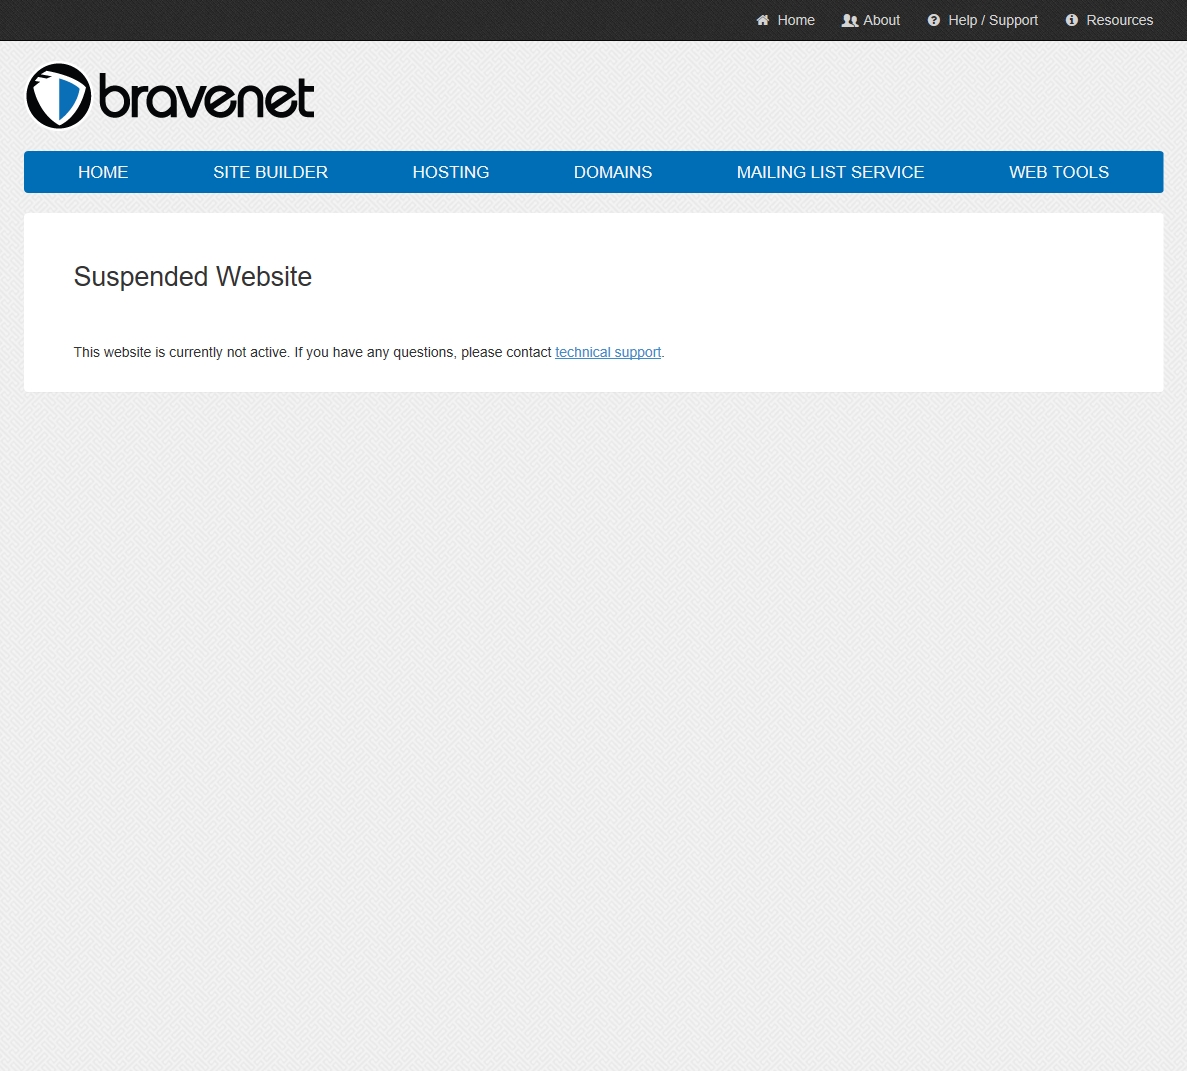 Home About Help / Support Resources
bravenet
HOME SITE BUILDER HOSTING DOMAINS MAILING LIST SERVICE WEB TOOLS
Suspended Website
This website is currently not active. If you have any questions, please contact technical support.